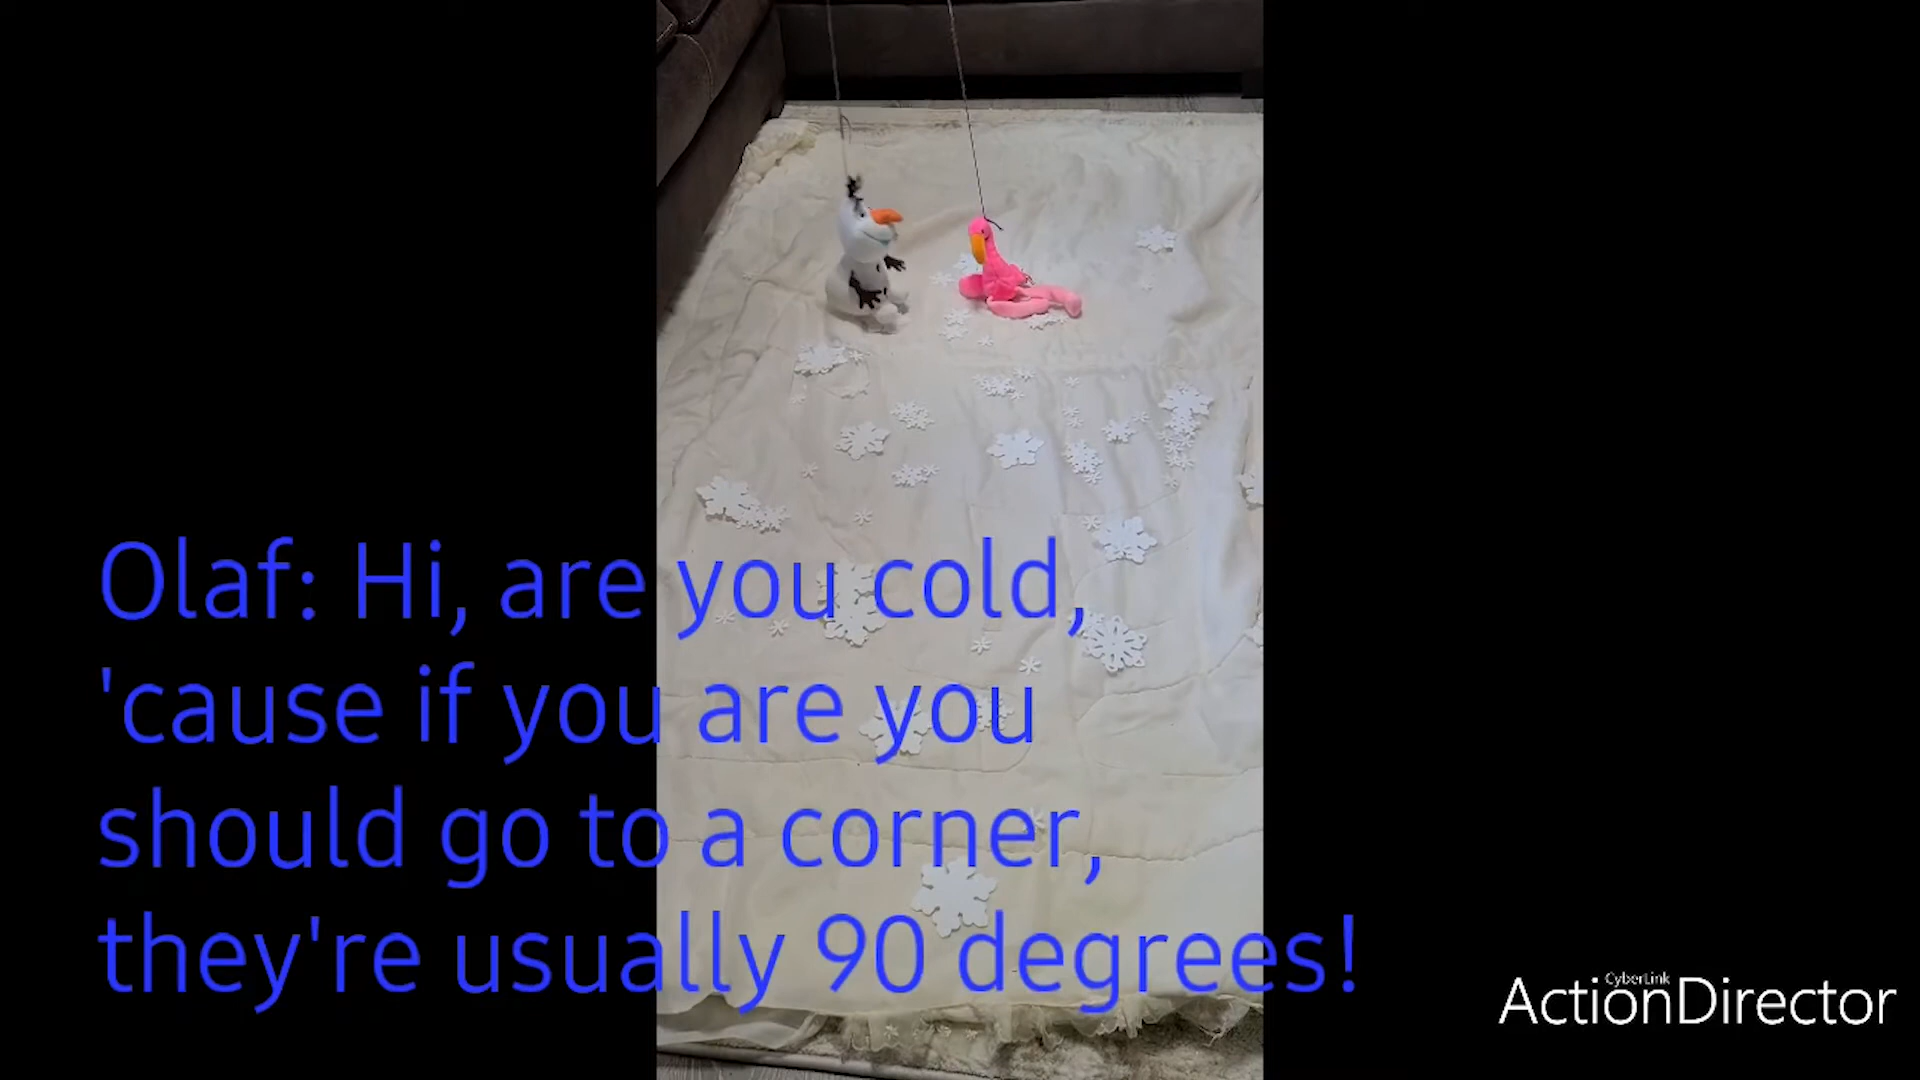 Olaf: Hi, are you cold,
'cause if you are you
should go to a corner,
they're usually 90 degrees!
CyberLink
ActionDirector